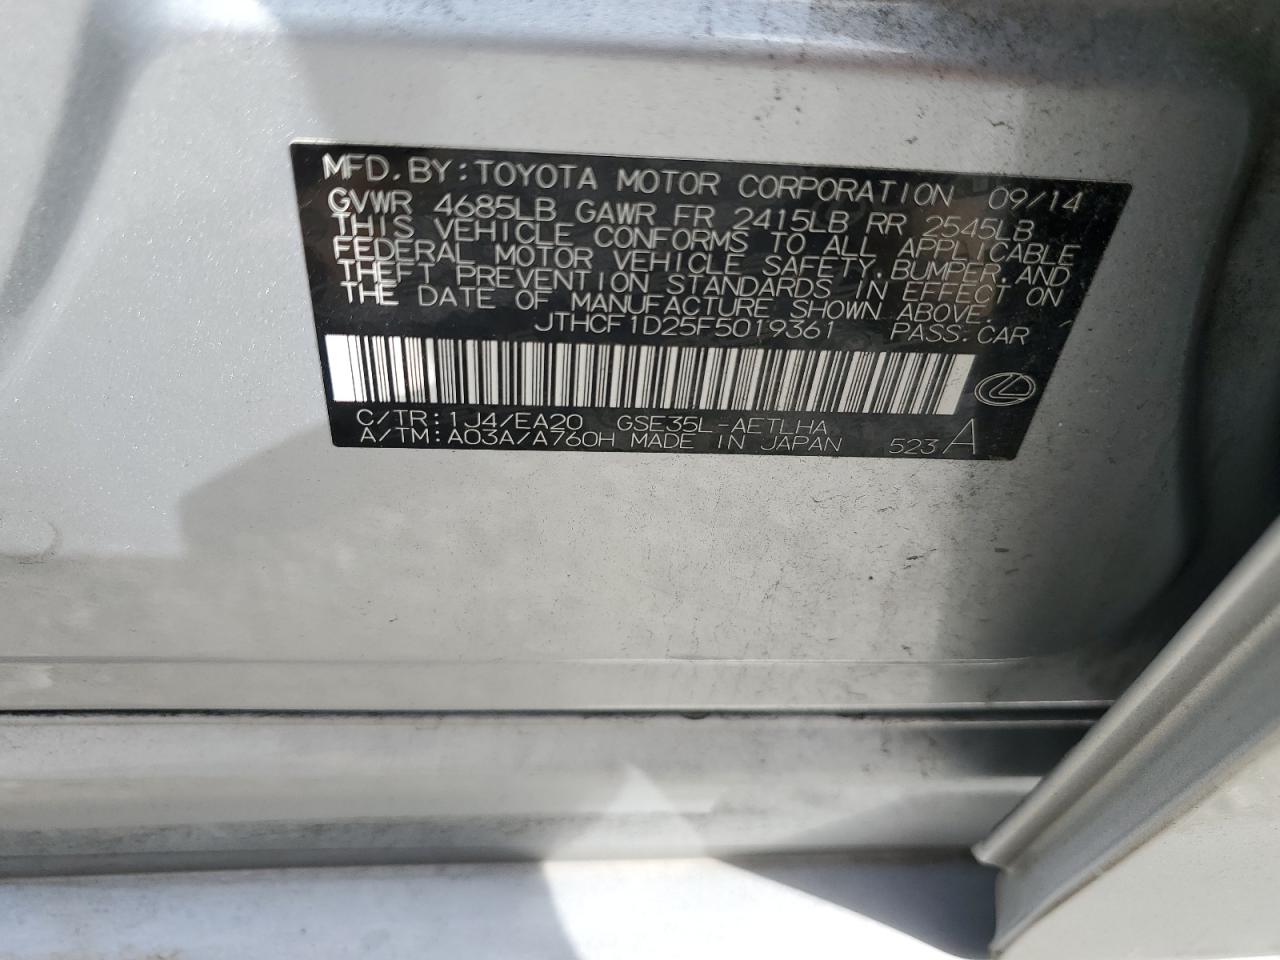 MFD. BY: TOYOTA MOTOR CORPORATION 09/14
GVWR 4685LB GAWR FR 2415LB RR 2545LB
THIS VEHICLE CONFORMS TO ALL APPLICABLE
FEDERAL MOTOR VEHICLE SAFETY, BUMPER, AND
THEFT PREVENTION STANDARDS IN EFFECT ON
THE DATE OF MANUFACTURE SHOWN ABOVE.
JTHCF1D25F5019361 PASS. CAR
C/TR: 1J4/EA20 GSE35L-AETLHA
A/TM: A03A/A760H MADE IN JAPAN 523 A